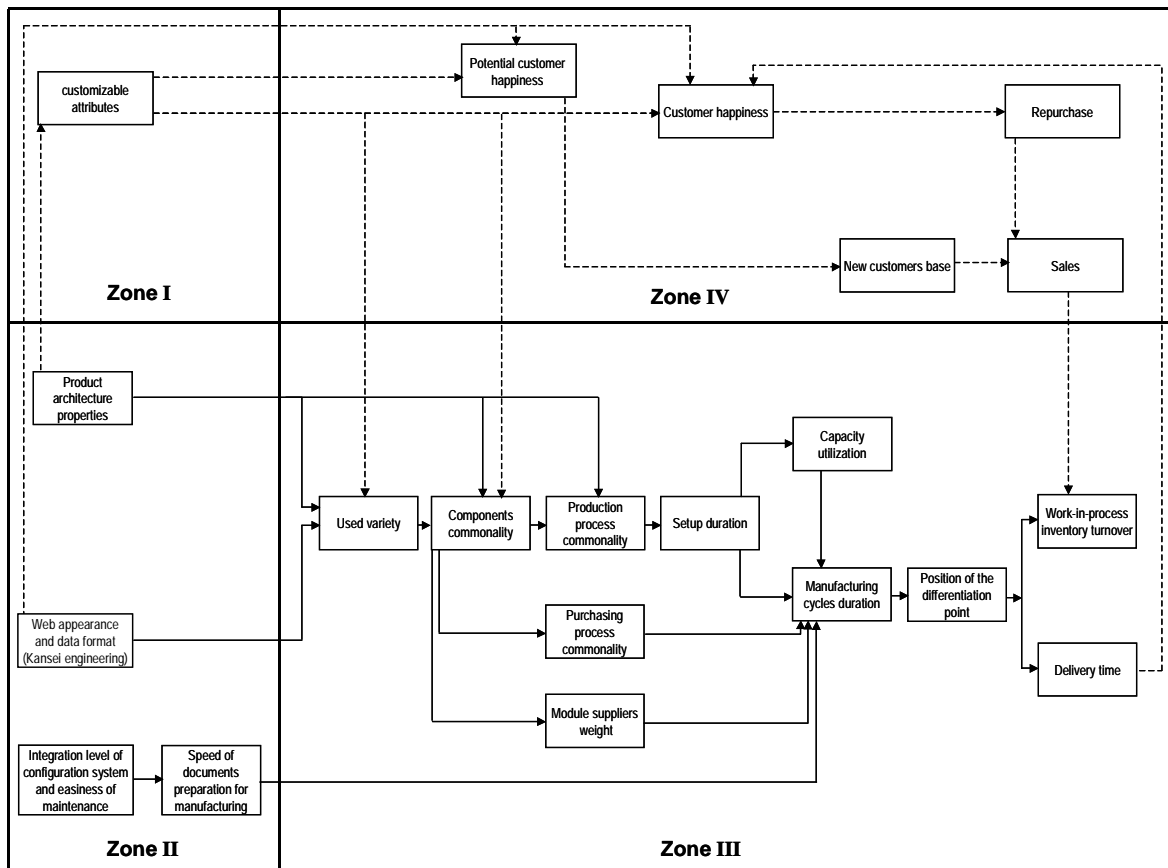 Potential customer
happiness
customizable
attributes
Customer happiness
Repurchase
New customers base
Sales
Zone I
Zone IV
Product
architecture
properties
Capacity
utilization
Used variety
Components
commonality
Production
process
commonality
Setup duration
Work-in-process
inventory turnover
Manufacturing
cycles duration
Position of the
differentiation
point
Web appearance
and data format
(Kansei engineering)
Purchasing
process
commonality
Delivery time
Module suppliers
weight
Integration level of
configuration system
and easiness of
maintenance
Speed of
documents
preparation for
manufacturing
Zone II
Zone III